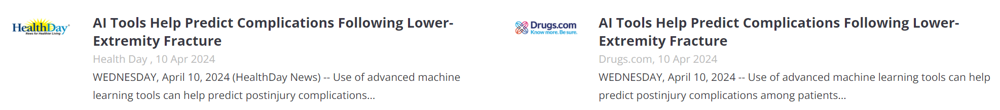 HealthDay
News for Healthier Living
AI Tools Help Predict Complications Following Lower-
Extremity Fracture
Health Day , 10 Apr 2024
WEDNESDAY, April 10, 2024 (HealthDay News) -- Use of advanced machine
learning tools can help predict postinjury complications...
Drugs.com
Know more. Be sure.
AI Tools Help Predict Complications Following Lower-
Extremity Fracture
Drugs.com, 10 Apr 2024
WEDNESDAY, April 10, 2024 -- Use of advanced machine learning tools can help
predict postinjury complications among patients...